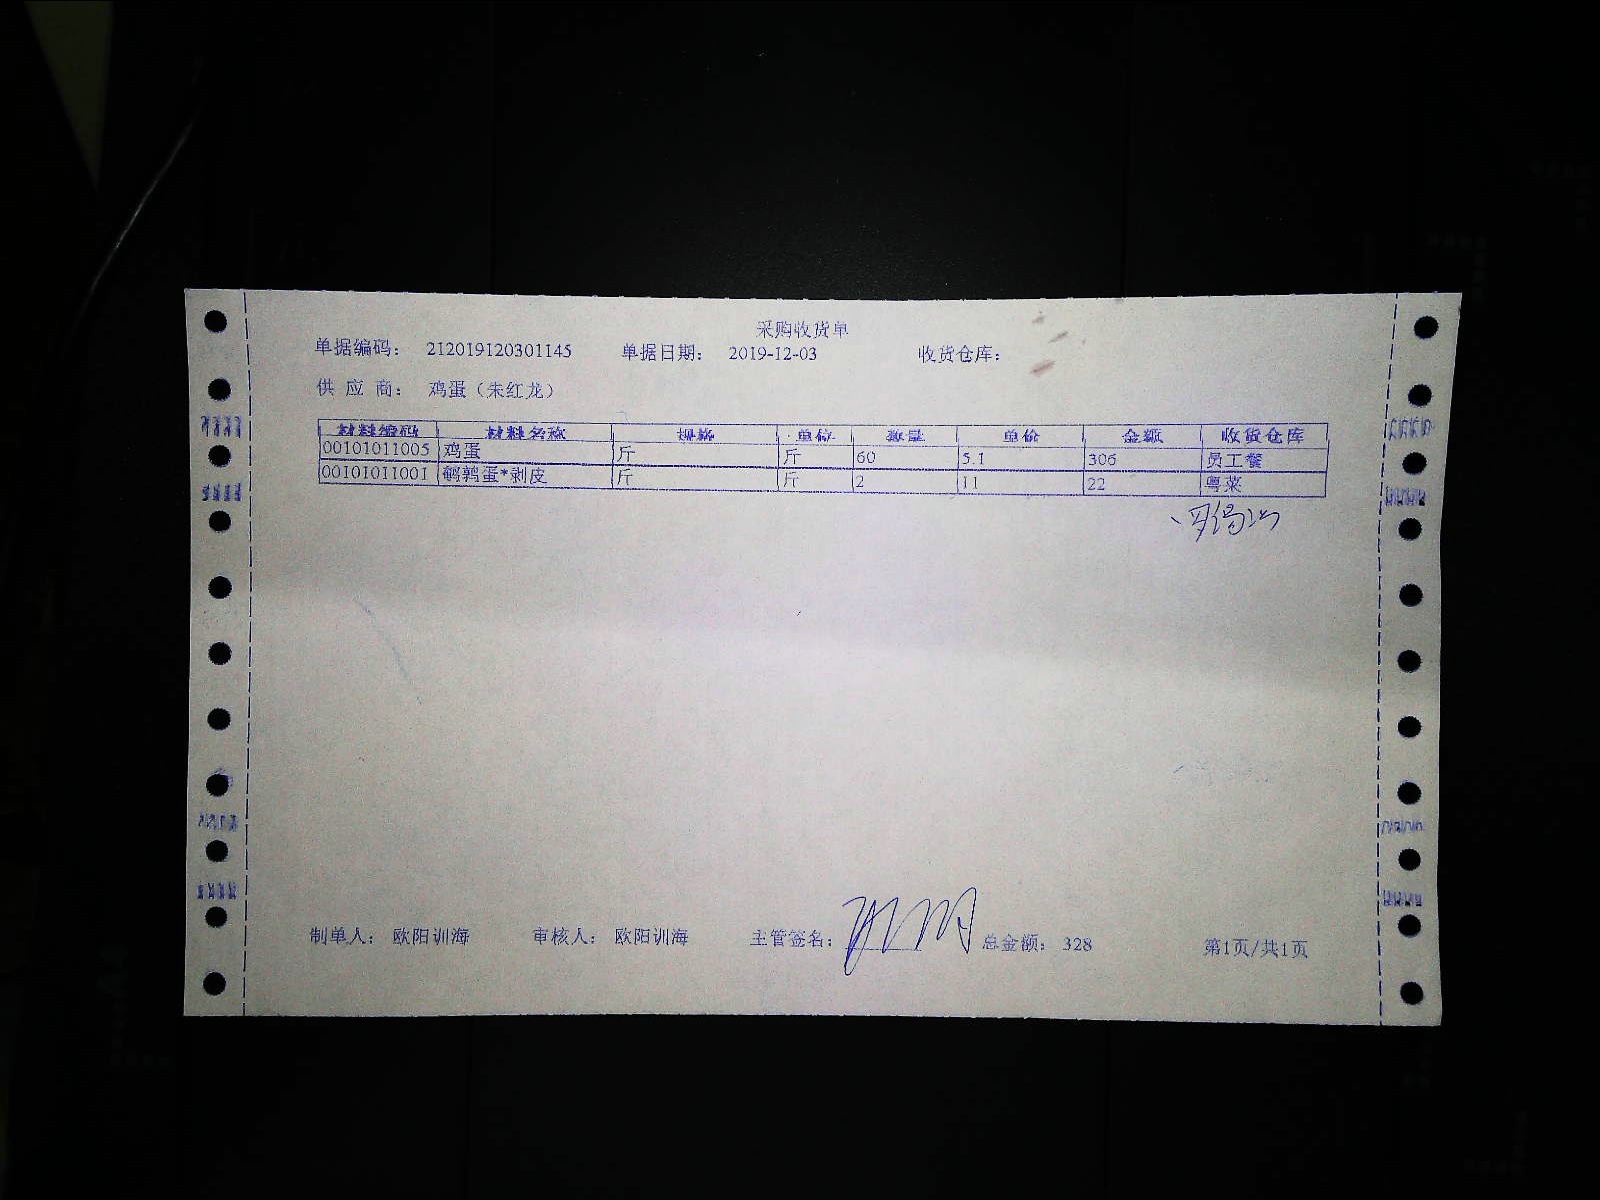 采购收货单
单据编码: 212019120301145 单据日期: 2019-12-03 收货仓库:
供 应 商: 鸡蛋（朱红龙）
材料编码 材料名称 规格 单位 数量 单价 金额 收货仓库
00101011005 鸡蛋 斤 斤 60 5.1 306 员工餐
00101011001 鹌鹑蛋*剥皮 斤 斤 2 11 22 粤菜
制单人: 欧阳训海 审核人: 欧阳训海 主管签名: 总金额: 328 第1页/共1页